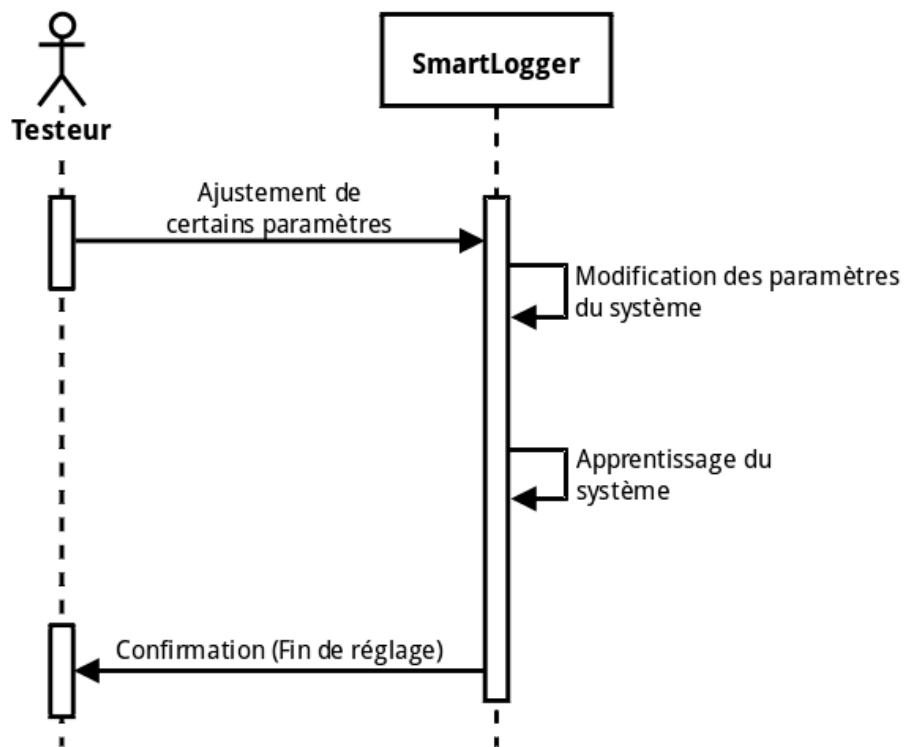 Testeur
SmartLogger
Ajustement de
certains paramètres
Modification des paramètres
du système
Apprentissage du
système
Confirmation (Fin de réglage)